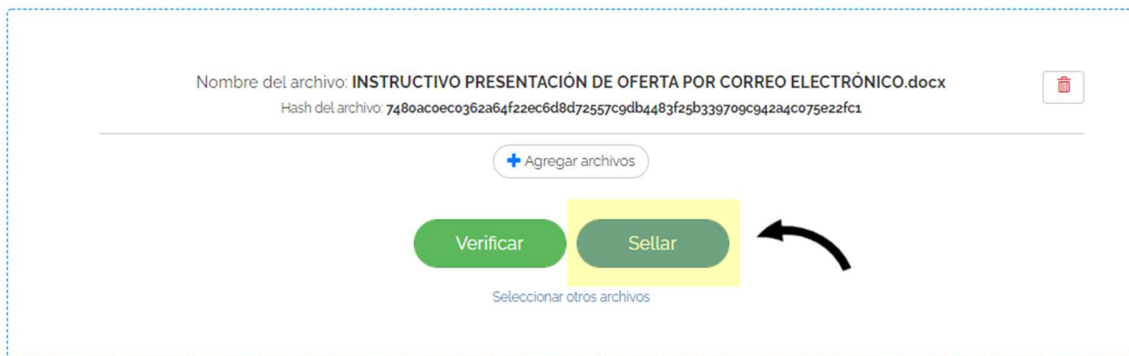 Nombre del archivo: INSTRUCTIVO PRESENTACIÓN DE OFERTA POR CORREO ELECTRÓNICO.docx
Hash del archivo: 7480ac0ec0362a64f22ec6d8d72557c9db4483f25b339709c942a4c075e22fc1
Agregar archivos
Verificar Sellar
Seleccionar otros archivos